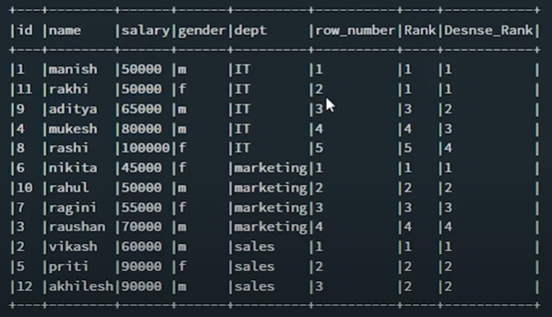 +---+--------+------+------+---------+----------+----+-----------+
|id |name    |salary|gender|dept     |row_number|Rank|Desnse_Rank|
+---+--------+------+------+---------+----------+----+-----------+
|1  |manish  |50000 |m     |IT       |1         |1   |1          |
|11 |rakhi   |50000 |f     |IT       |2         |1   |1          |
|9  |aditya  |65000 |m     |IT       |3         |3   |2          |
|4  |mukesh  |80000 |m     |IT       |4         |4   |3          |
|8  |rashi   |100000|f     |IT       |5         |5   |4          |
|6  |nikita  |45000 |f     |marketing|1         |1   |1          |
|10 |rahul   |50000 |m     |marketing|2         |2   |2          |
|7  |ragini  |55000 |f     |marketing|3         |3   |3          |
|3  |raushan |70000 |m     |marketing|4         |4   |4          |
|2  |vikash  |60000 |m     |sales    |1         |1   |1          |
|5  |priti   |90000 |f     |sales    |2         |2   |2          |
|12 |akhilesh|90000 |m     |sales    |3         |2   |2          |
+---+--------+------+------+---------+----------+----+-----------+